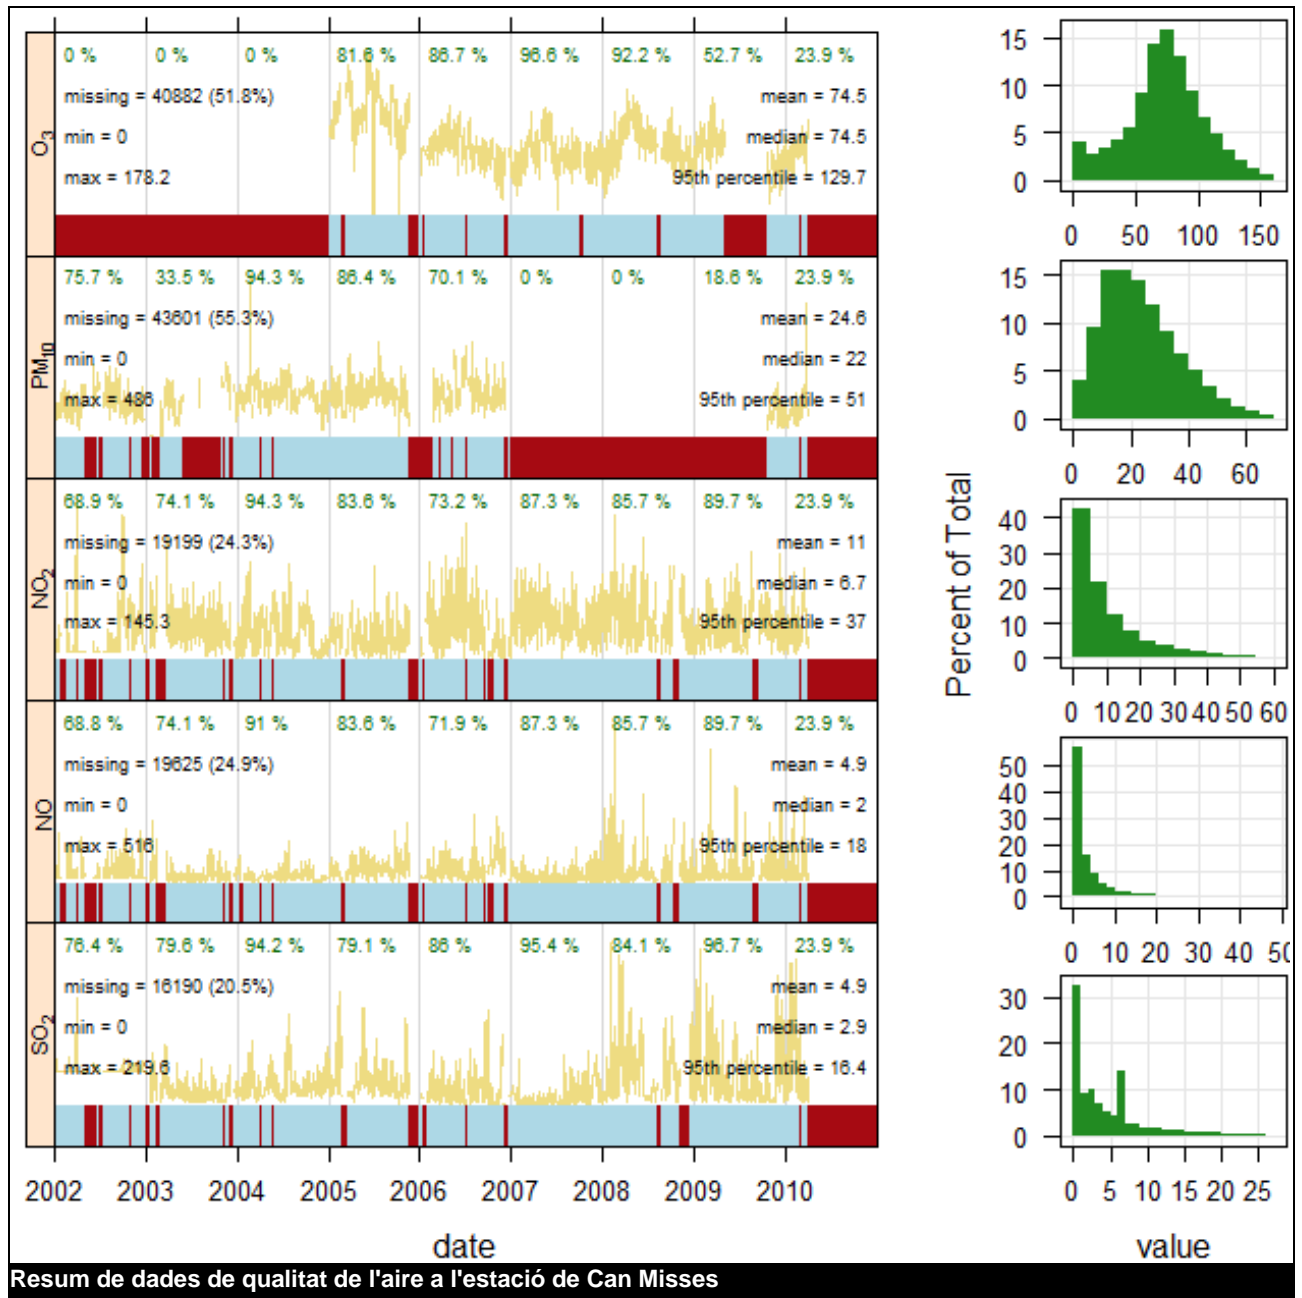 0 % 0 % 0 % 81.6 % 86.7 % 96.6 % 92.2 % 52.7 % 23.9 %
missing = 40882 (51.8%) mean = 74.5
min = 0 median = 74.5
max = 178.2 95th percentile = 129.7
O3
75.7 % 33.5 % 94.3 % 86.4 % 70.1 % 0 % 0 % 18.6 % 23.9 %
missing = 43601 (55.3%) mean = 24.6
min = 0 median = 22
max = 486 95th percentile = 51
PM10
68.9 % 74.1 % 94.3 % 83.6 % 73.2 % 87.3 % 85.7 % 89.7 % 23.9 %
missing = 19199 (24.3%) mean = 11
min = 0 median = 6.7
max = 145.3 95th percentile = 37
NO2
68.8 % 74.1 % 91 % 83.6 % 71.9 % 87.3 % 85.7 % 89.7 % 23.9 %
missing = 19625 (24.9%) mean = 4.9
min = 0 median = 2
max = 516 95th percentile = 18
NO
76.4 % 79.6 % 94.2 % 79.1 % 86 % 95.4 % 84.1 % 96.7 % 23.9 %
missing = 16190 (20.5%) mean = 4.9
min = 0 median = 2.9
max = 219.6 95th percentile = 16.4
SO2
2002 2003 2004 2005 2006 2007 2008 2009 2010
date
Percent of Total
15
10
5
0
0 50 100 150
15
10
5
0
0 20 40 60
40
30
20
10
0
0 10 20 30 40 50 60
50
40
30
20
10
0
0 10 20 30 40 50
30
20
10
0
0 5 10 15 20 25
value
Resum de dades de qualitat de l'aire a l'estació de Can Misses